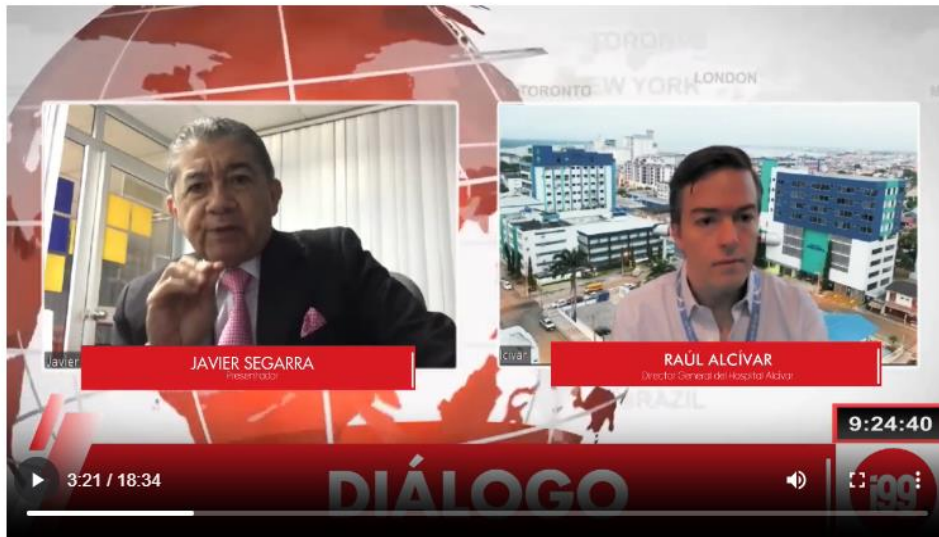 TORONTO
NEW YORK
LONDON
TORONTO
Javier
JAVIER SEGARRA
Presentador
RAÚL ALCÍVAR
Director General del Hospital Alcívar
BRAZIL
9:24:40
3:21 / 18:34
DIÁLOGO
i99